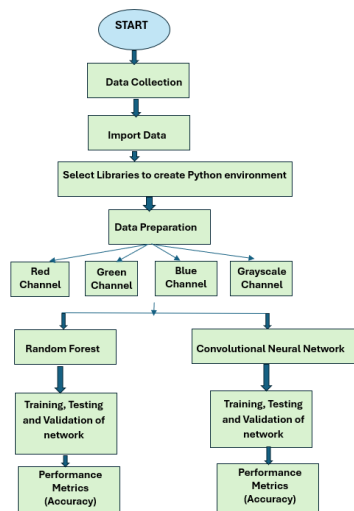 START
Data Collection
Import Data
Select Libraries to create Python environment
Data Preparation
Red
Channel
Green
Channel
Blue
Channel
Grayscale
Channel
Random Forest
Convolutional Neural Network
Training, Testing
and Validation of
network
Training, Testing
and Validation of
network
Performance
Metrics
(Accuracy)
Performance
Metrics
(Accuracy)